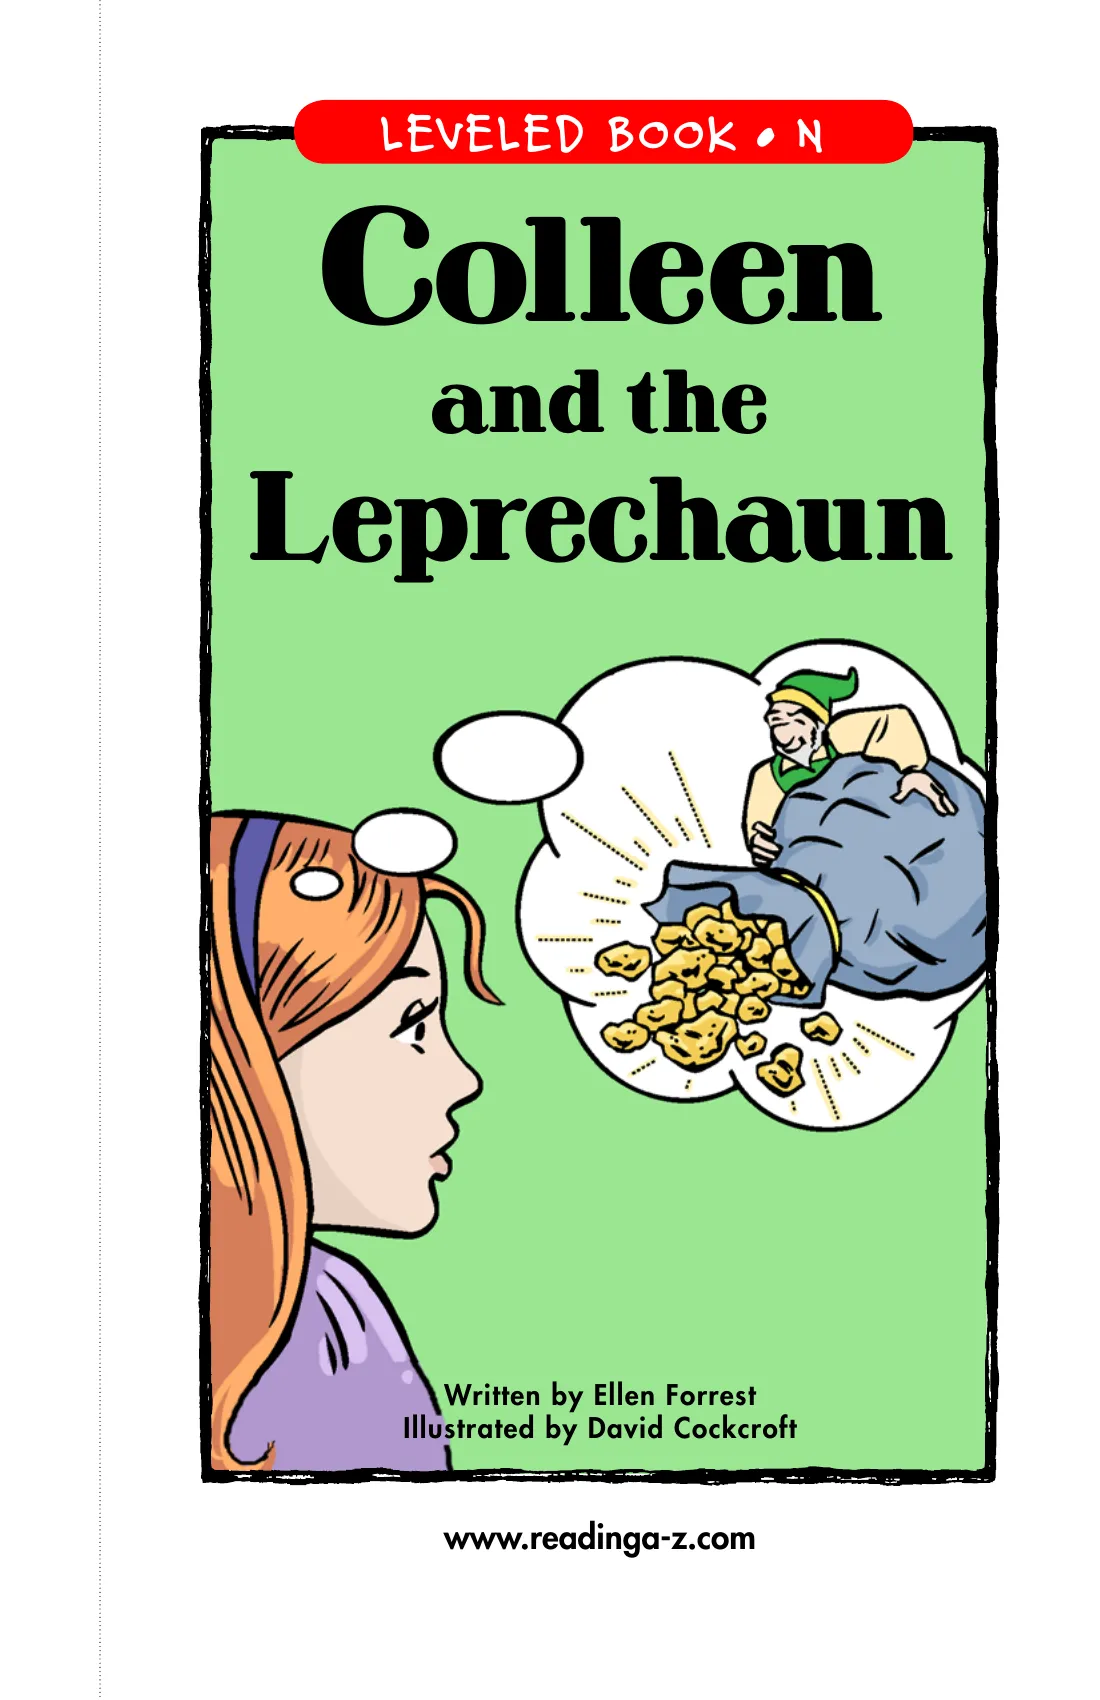 LEVELED BOOK • N
Colleen
and the
Leprechaun
Written by Ellen Forrest
Illustrated by David Cockcroft
www.readinga-z.com